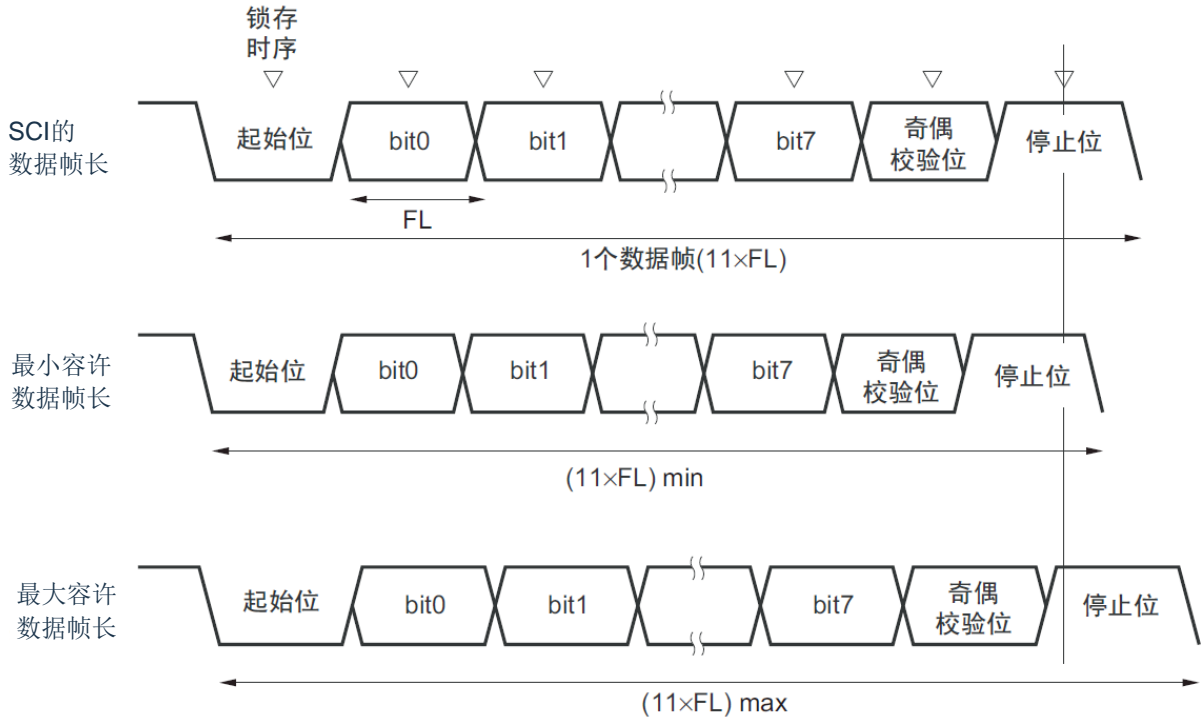 锁存
时序
SCI的
数据帧长
起始位 bit0 bit1 bit7 奇偶
校验位 停止位
FL
1个数据帧(11×FL)
最小容许
数据帧长
起始位 bit0 bit1 bit7 奇偶
校验位 停止位
(11×FL) min
最大容许
数据帧长
起始位 bit0 bit1 bit7 奇偶
校验位 停止位
(11×FL) max